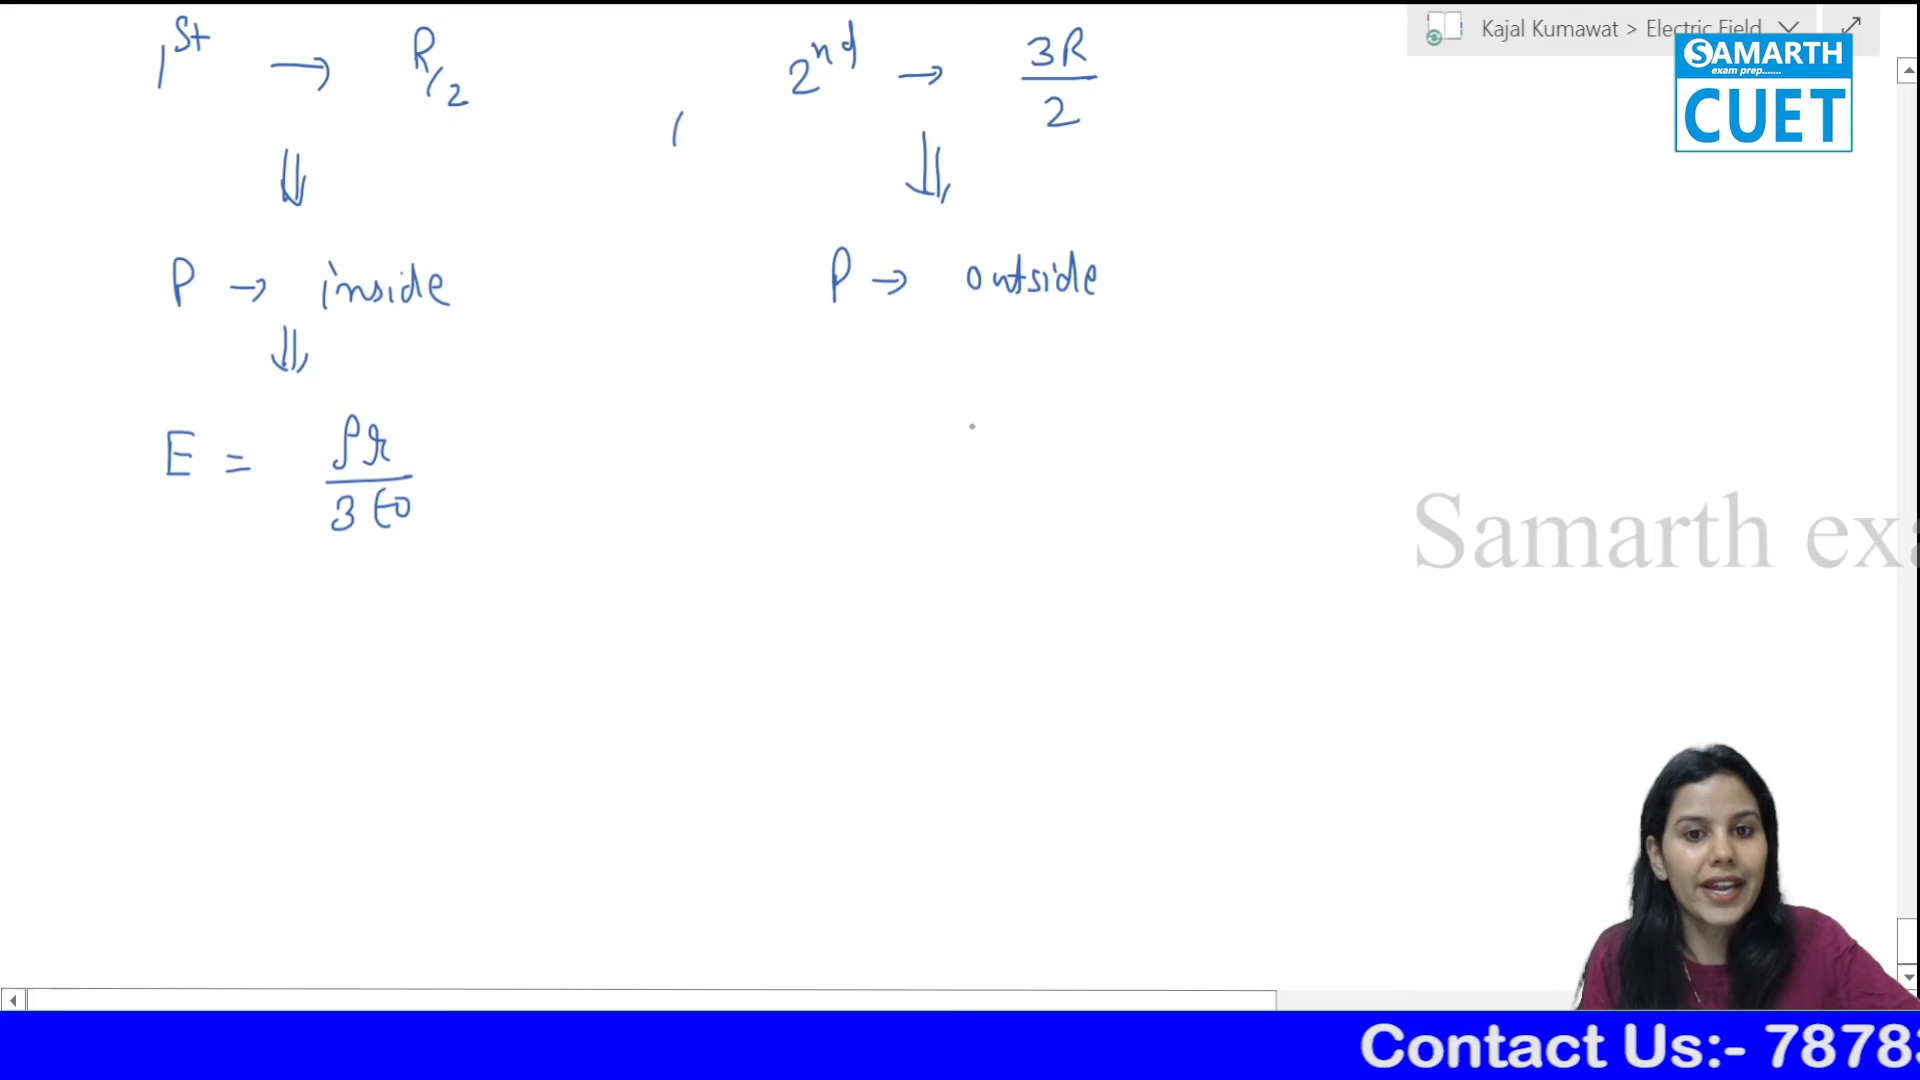 Kajal Kumawat > Electric Field
SAMARTH
exam prep......
CUET
1st → R/2 , 2nd → 3R/2
⇓ ⇓
P → inside P → outside
⇓
E = ρr/3ε0
Samarth exa
Contact Us:- 7878